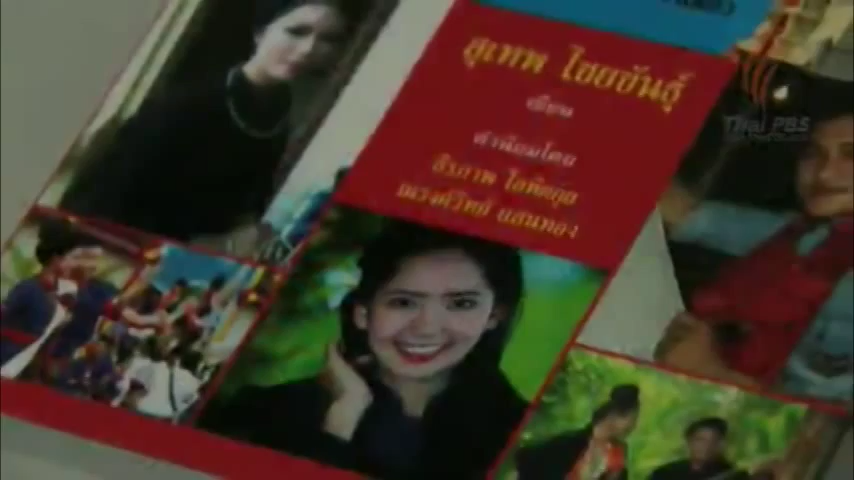 สุเทพ ไชยขันธุ์
เขียน
คำนิยมโดย
ธีรภาพ โลหิตกุล
ณรงค์วิทย์ แสนทอง
Thai PBS